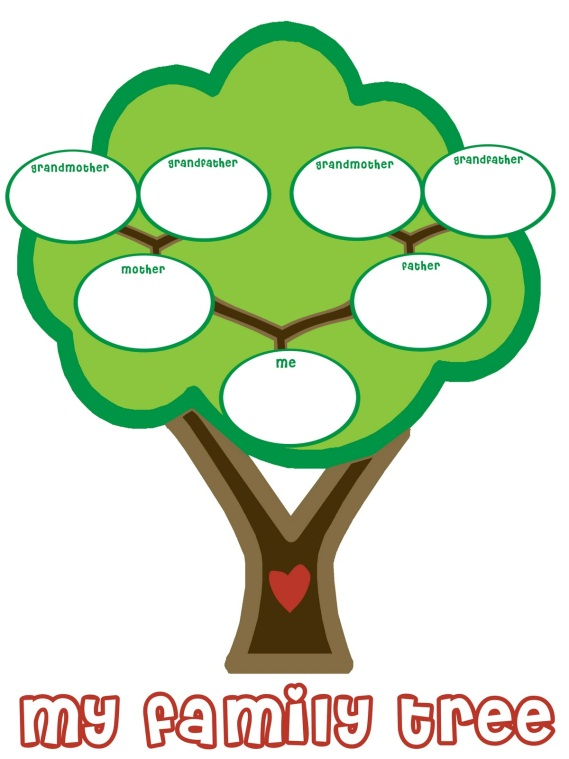 grandmother
grandfather
grandmother
grandfather
mother
father
me
my family tree